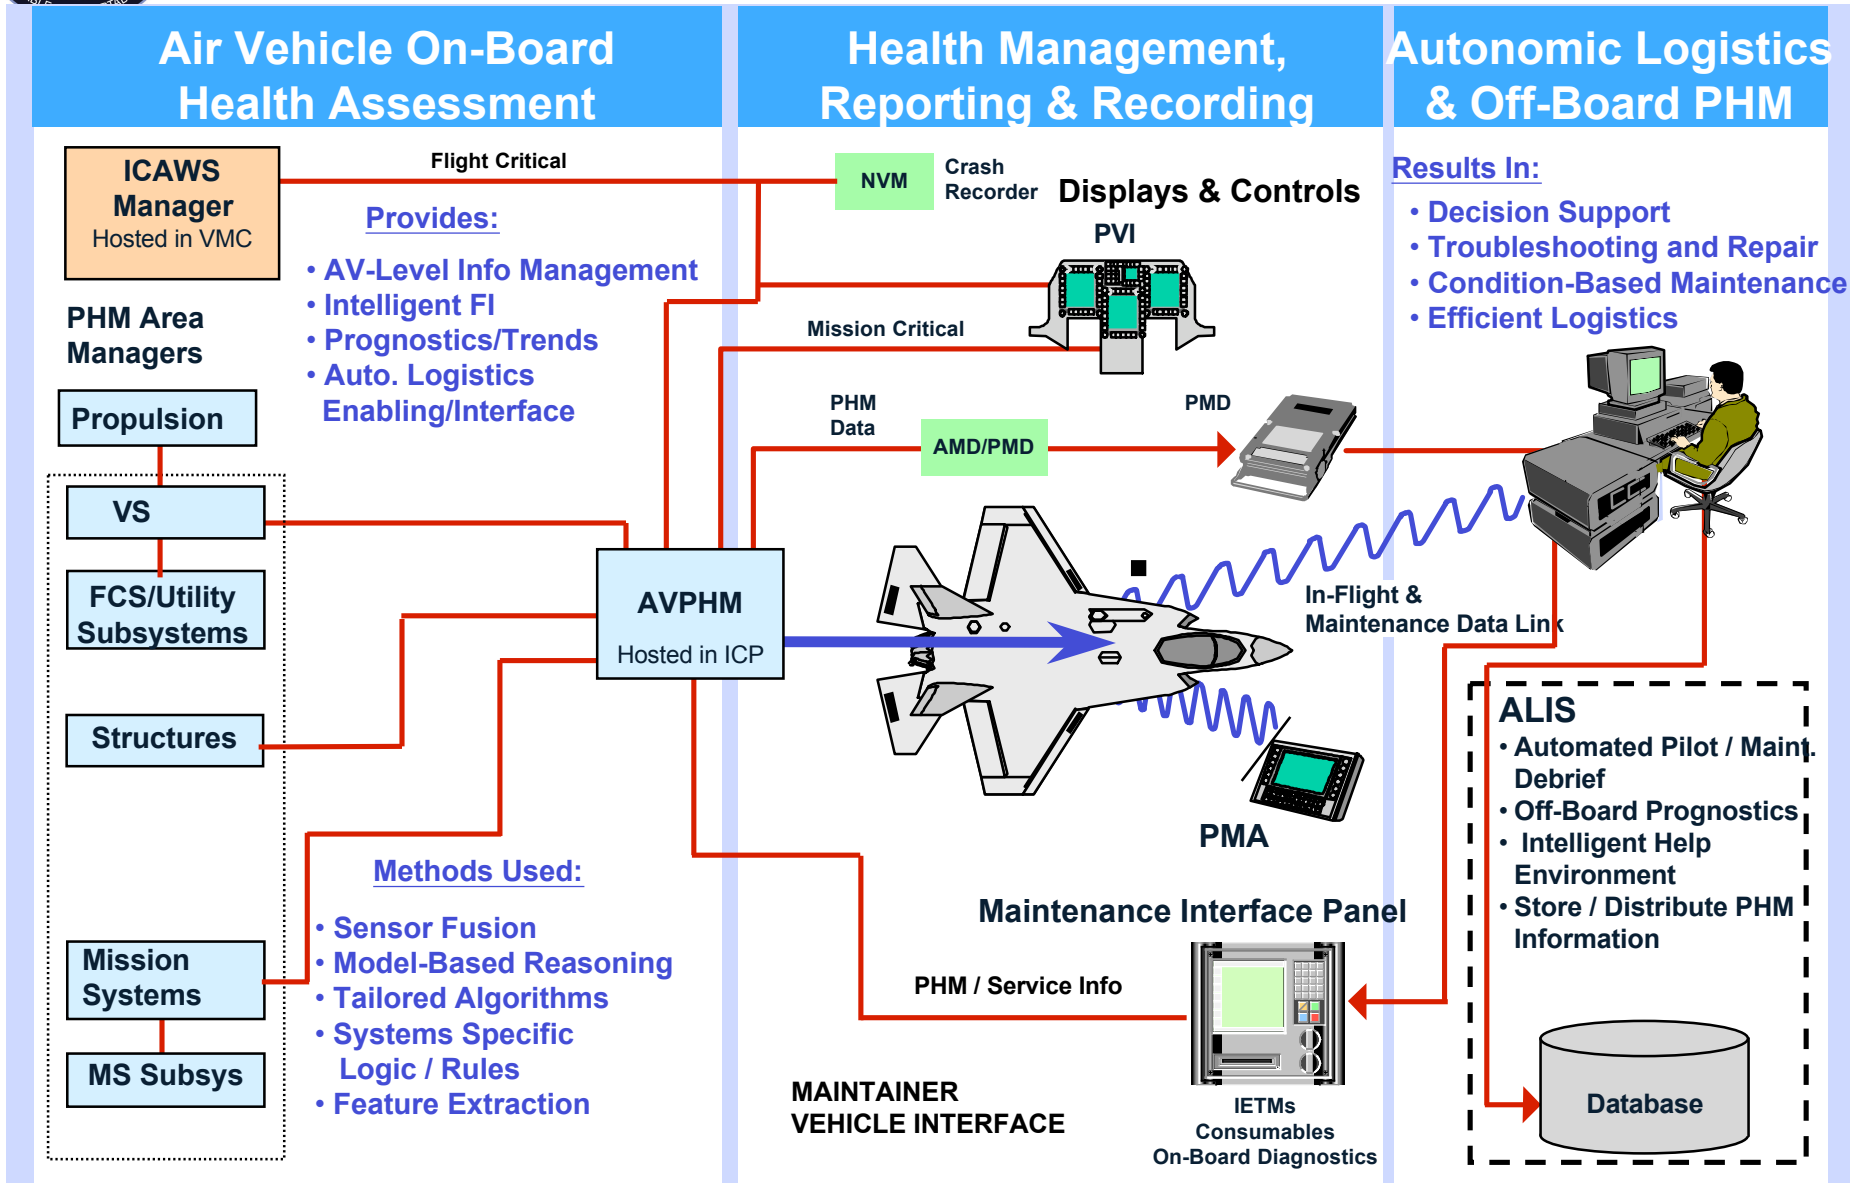 Air Vehicle On-Board
Health Assessment
Health Management,
Reporting & Recording
Autonomic Logistics
& Off-Board PHM
ICAWS
Manager
Hosted in VMC
Flight Critical
Provides:
• AV-Level Info Management
• Intelligent FI
• Prognostics/Trends
• Auto. Logistics
Enabling/Interface
PHM Area
Managers
Propulsion
VS
FCS/Utility
Subsystems
Structures
Mission
Systems
MS Subsys
AVPHM
Hosted in ICP
Methods Used:
• Sensor Fusion
• Model-Based Reasoning
• Tailored Algorithms
• Systems Specific
Logic / Rules
• Feature Extraction
NVM
Crash
Recorder
Displays & Controls
PVI
Mission Critical
PHM
Data
AMD/PMD
PMD
In-Flight &
Maintenance Data Link
PMA
Maintenance Interface Panel
PHM / Service Info
MAINTAINER
VEHICLE INTERFACE
IETMs
Consumables
On-Board Diagnostics
Results In:
• Decision Support
• Troubleshooting and Repair
• Condition-Based Maintenance
• Efficient Logistics
ALIS
• Automated Pilot / Maint.
Debrief
• Off-Board Prognostics
• Intelligent Help
Environment
• Store / Distribute PHM
Information
Database